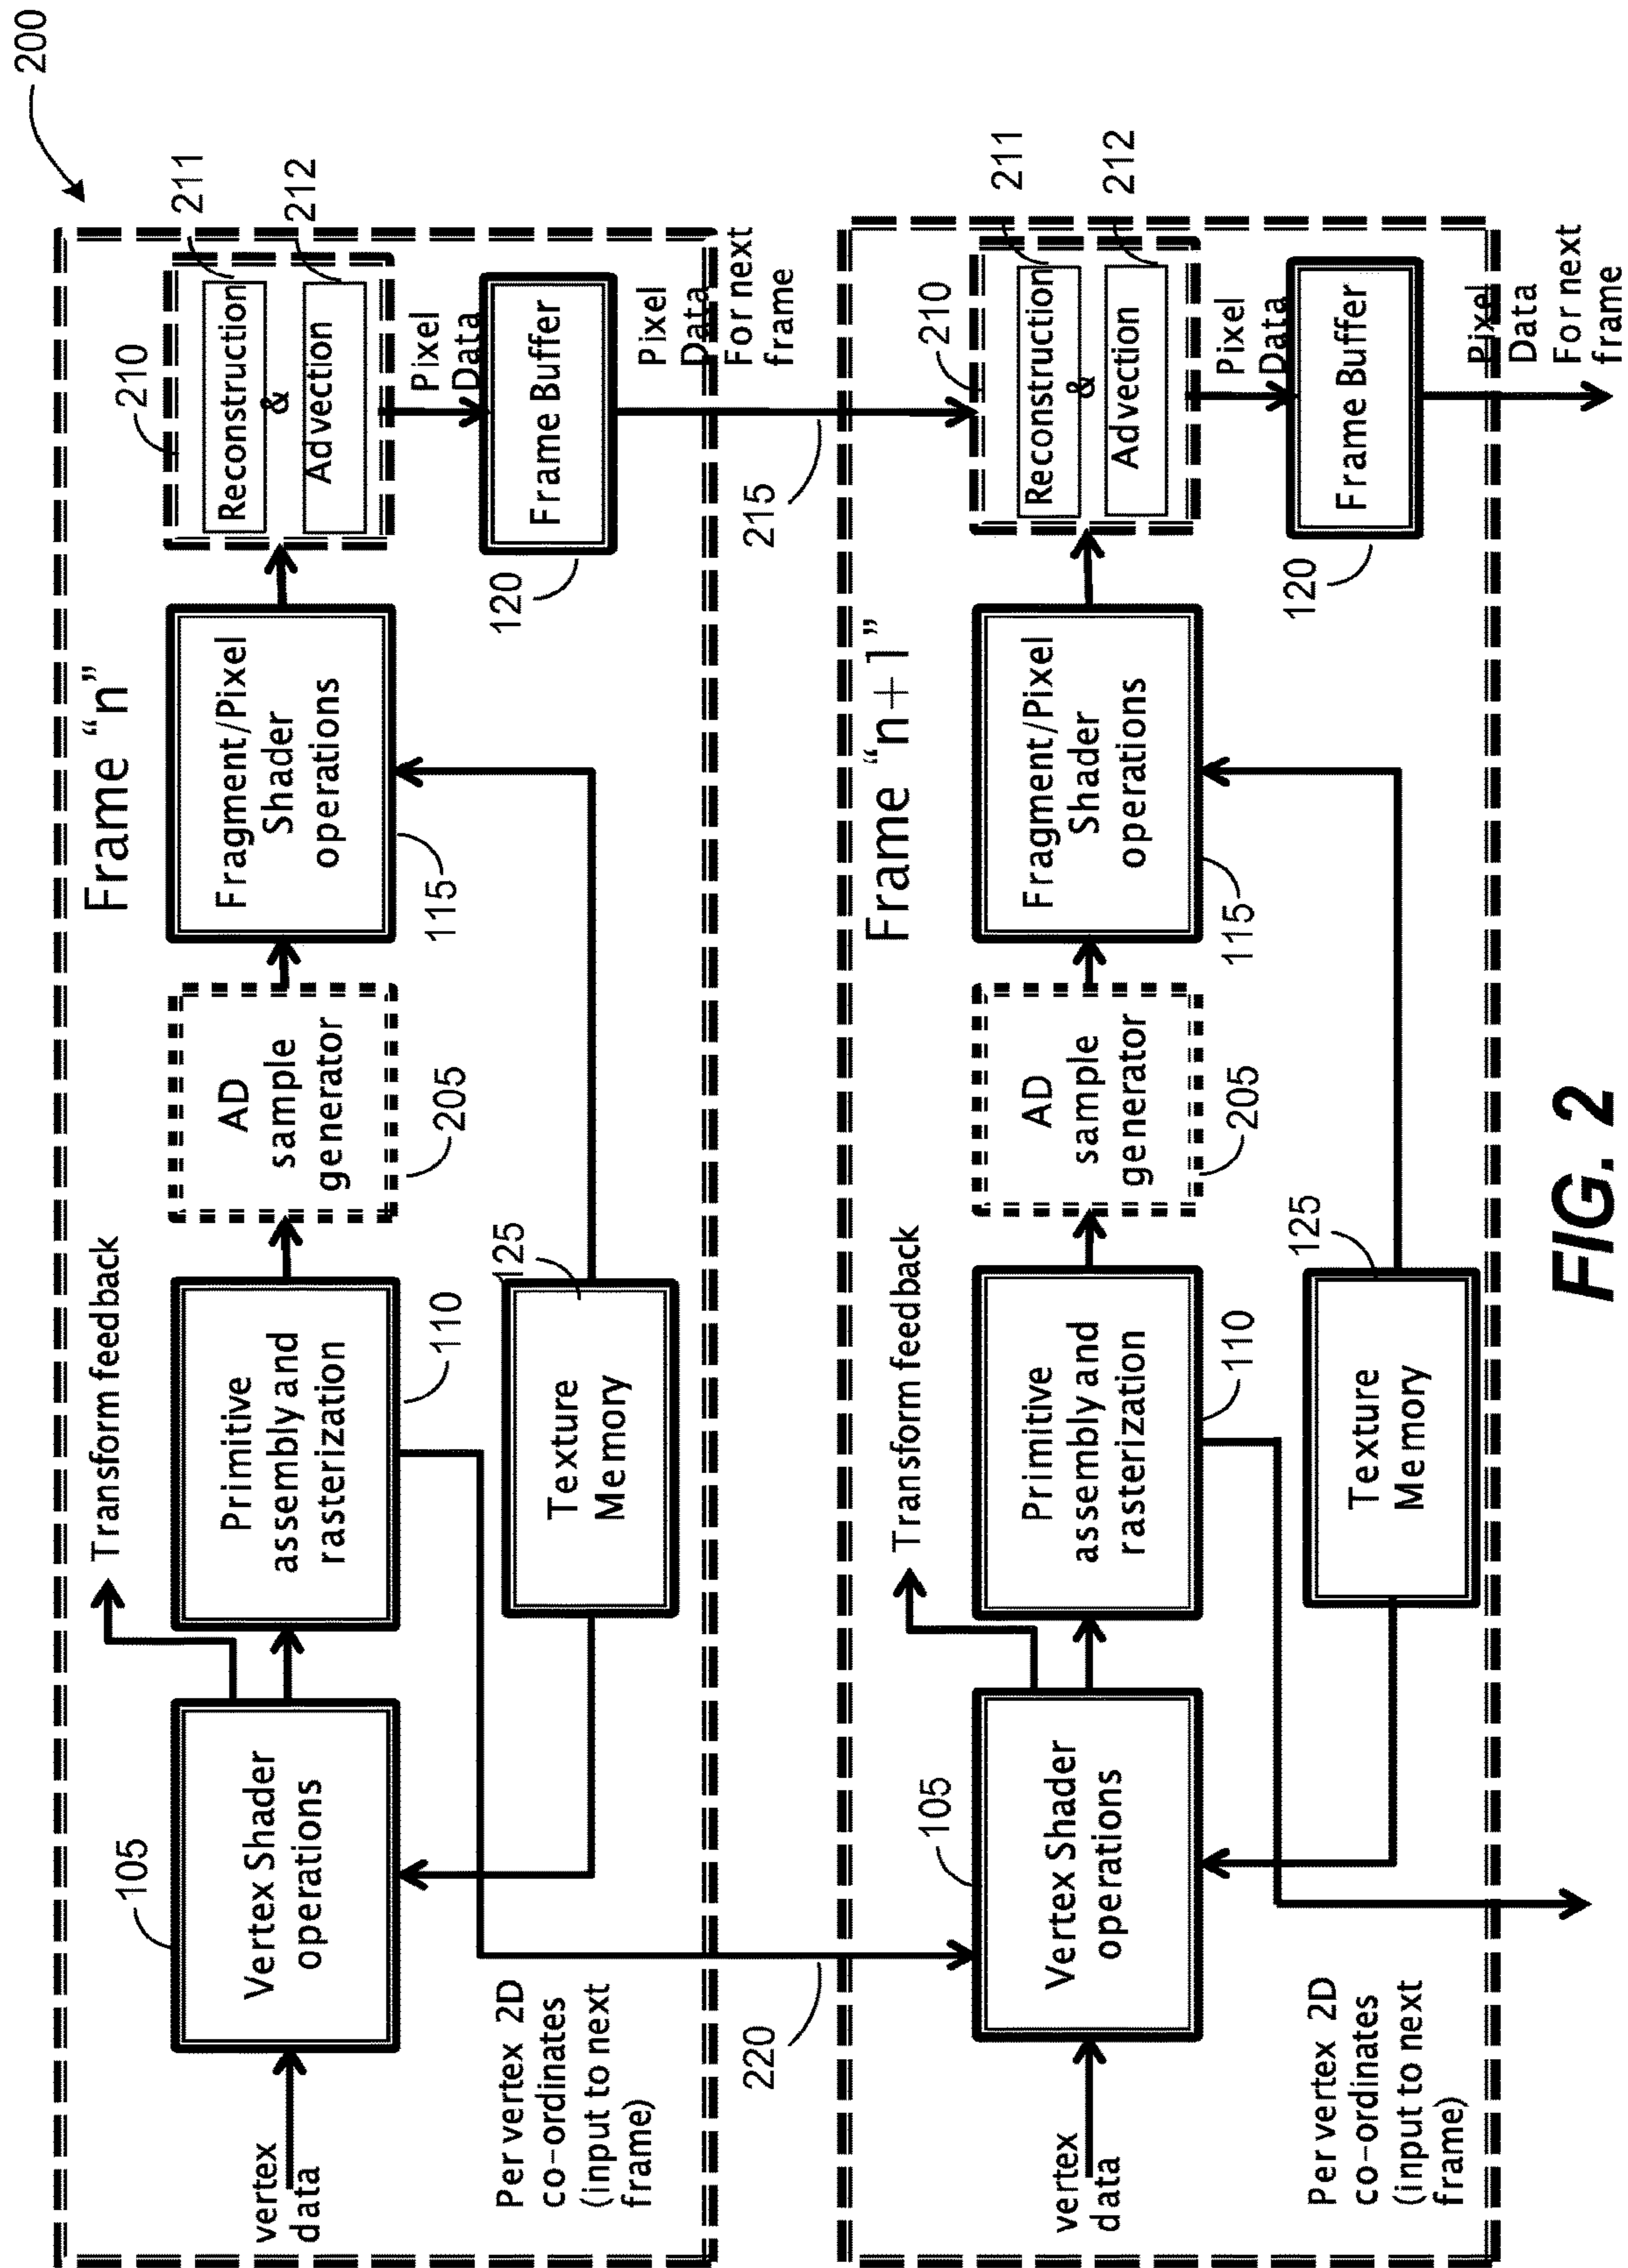 200
Frame “n”
Transform feedback
105
vertex
data
Vertex Shader
operations
Primitive
assembly and
rasterization
110
AD
sample
generator
205
Fragment/Pixel
Shader
operations
115
210
211
Reconstruction
&
Advection
212
Pixel
Data
Frame Buffer
120
Texture
Memory
125
Per vertex 2D
co-ordinates
(input to next
frame)
Pixel
Data
For next
frame
220
215
Frame “n+1”
Transform feedback
105
vertex
data
Vertex Shader
operations
Primitive
assembly and
rasterization
110
AD
sample
generator
205
Fragment/Pixel
Shader
operations
115
210
211
Reconstruction
&
Advection
212
Pixel
Data
Frame Buffer
120
Texture
Memory
125
Per vertex 2D
co-ordinates
(input to next
frame)
Pixel
Data
For next
frame
FIG. 2